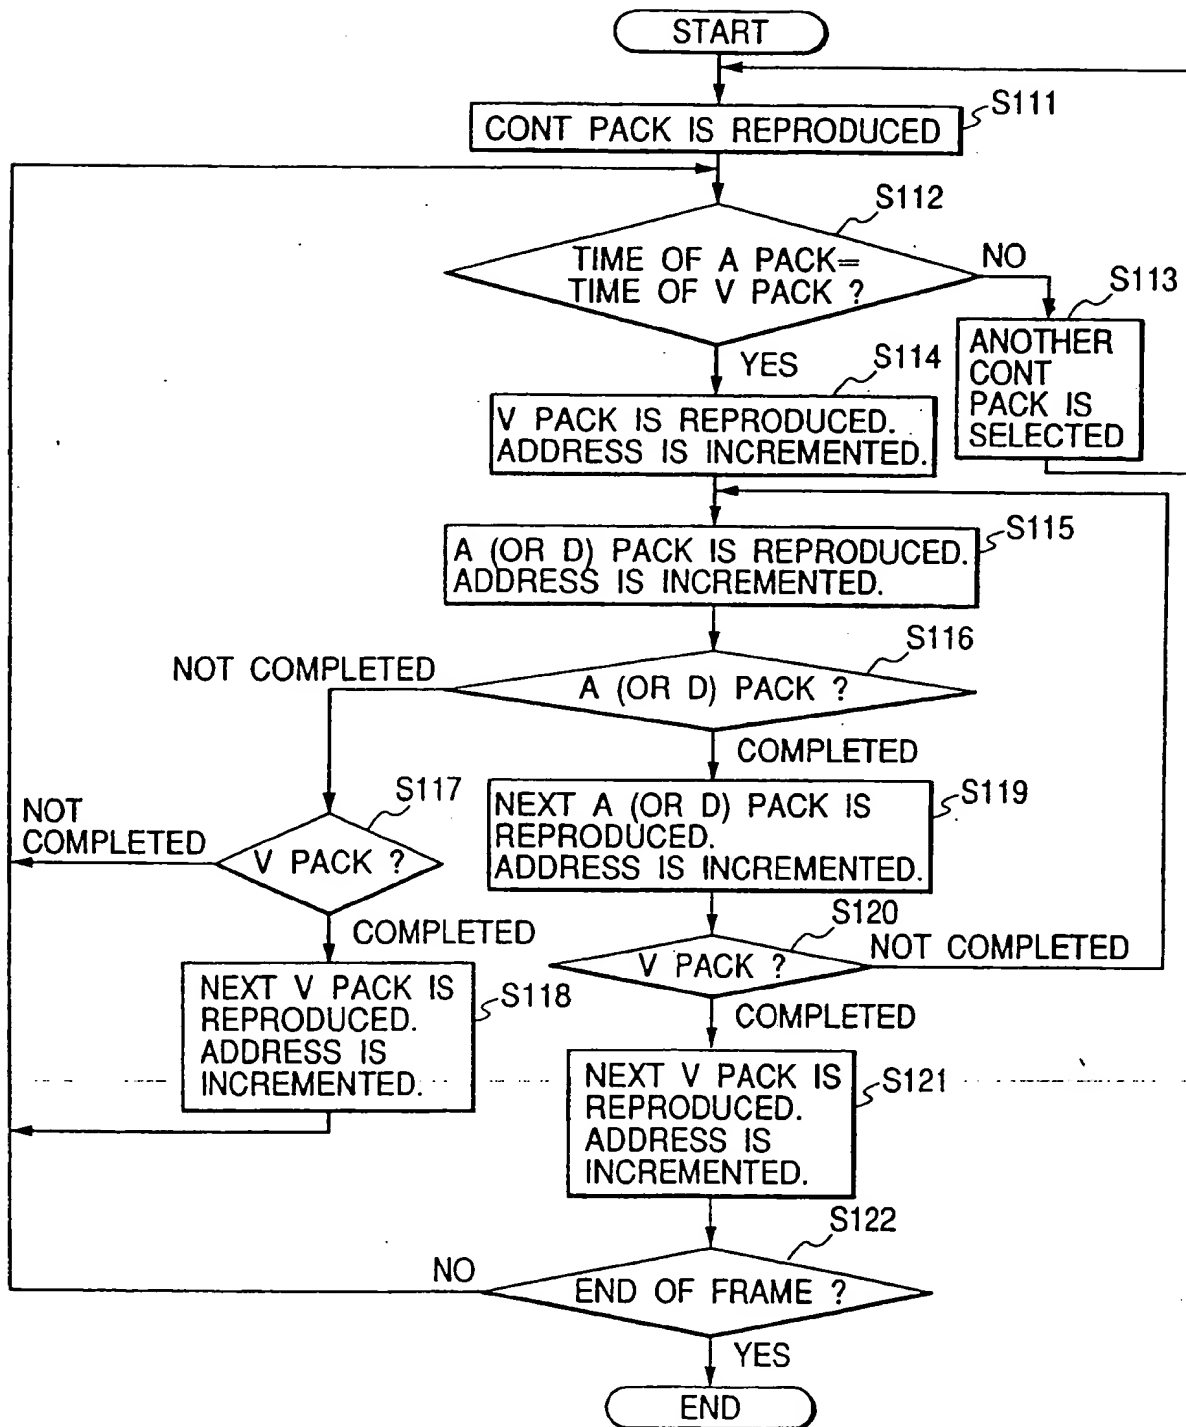 START
S111
CONT PACK IS REPRODUCED
S112
TIME OF A PACK=
TIME OF V PACK ?
NO
S113
ANOTHER
CONT
PACK IS
SELECTED
YES
S114
V PACK IS REPRODUCED.
ADDRESS IS INCREMENTED.
S115
A (OR D) PACK IS REPRODUCED.
ADDRESS IS INCREMENTED.
S116
NOT COMPLETED
A (OR D) PACK ?
COMPLETED
S117
NOT
COMPLETED
V PACK ?
COMPLETED
S119
NEXT A (OR D) PACK IS
REPRODUCED.
ADDRESS IS INCREMENTED.
S120
V PACK ?
NOT COMPLETED
COMPLETED
S118
NEXT V PACK IS
REPRODUCED.
ADDRESS IS
INCREMENTED.
S121
NEXT V PACK IS
REPRODUCED.
ADDRESS IS
INCREMENTED.
S122
NO
END OF FRAME ?
YES
END